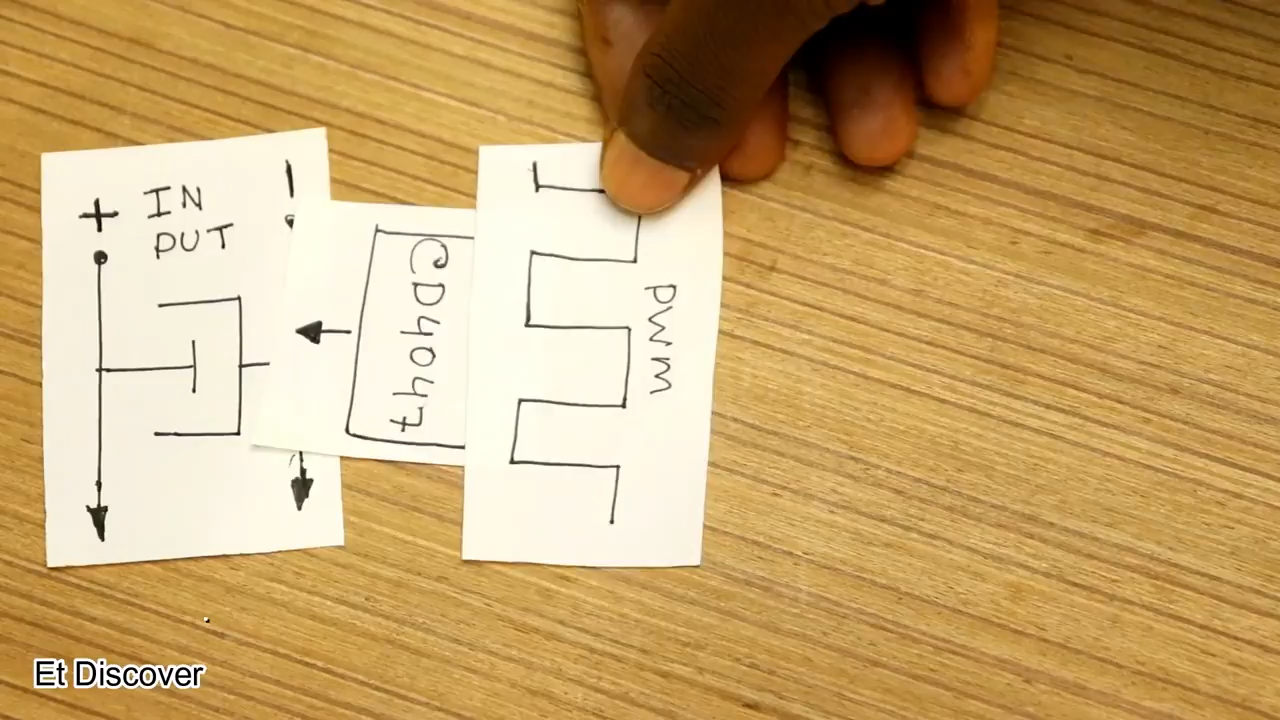 + IN -
PUT
CD4047
PWM
Et Discover